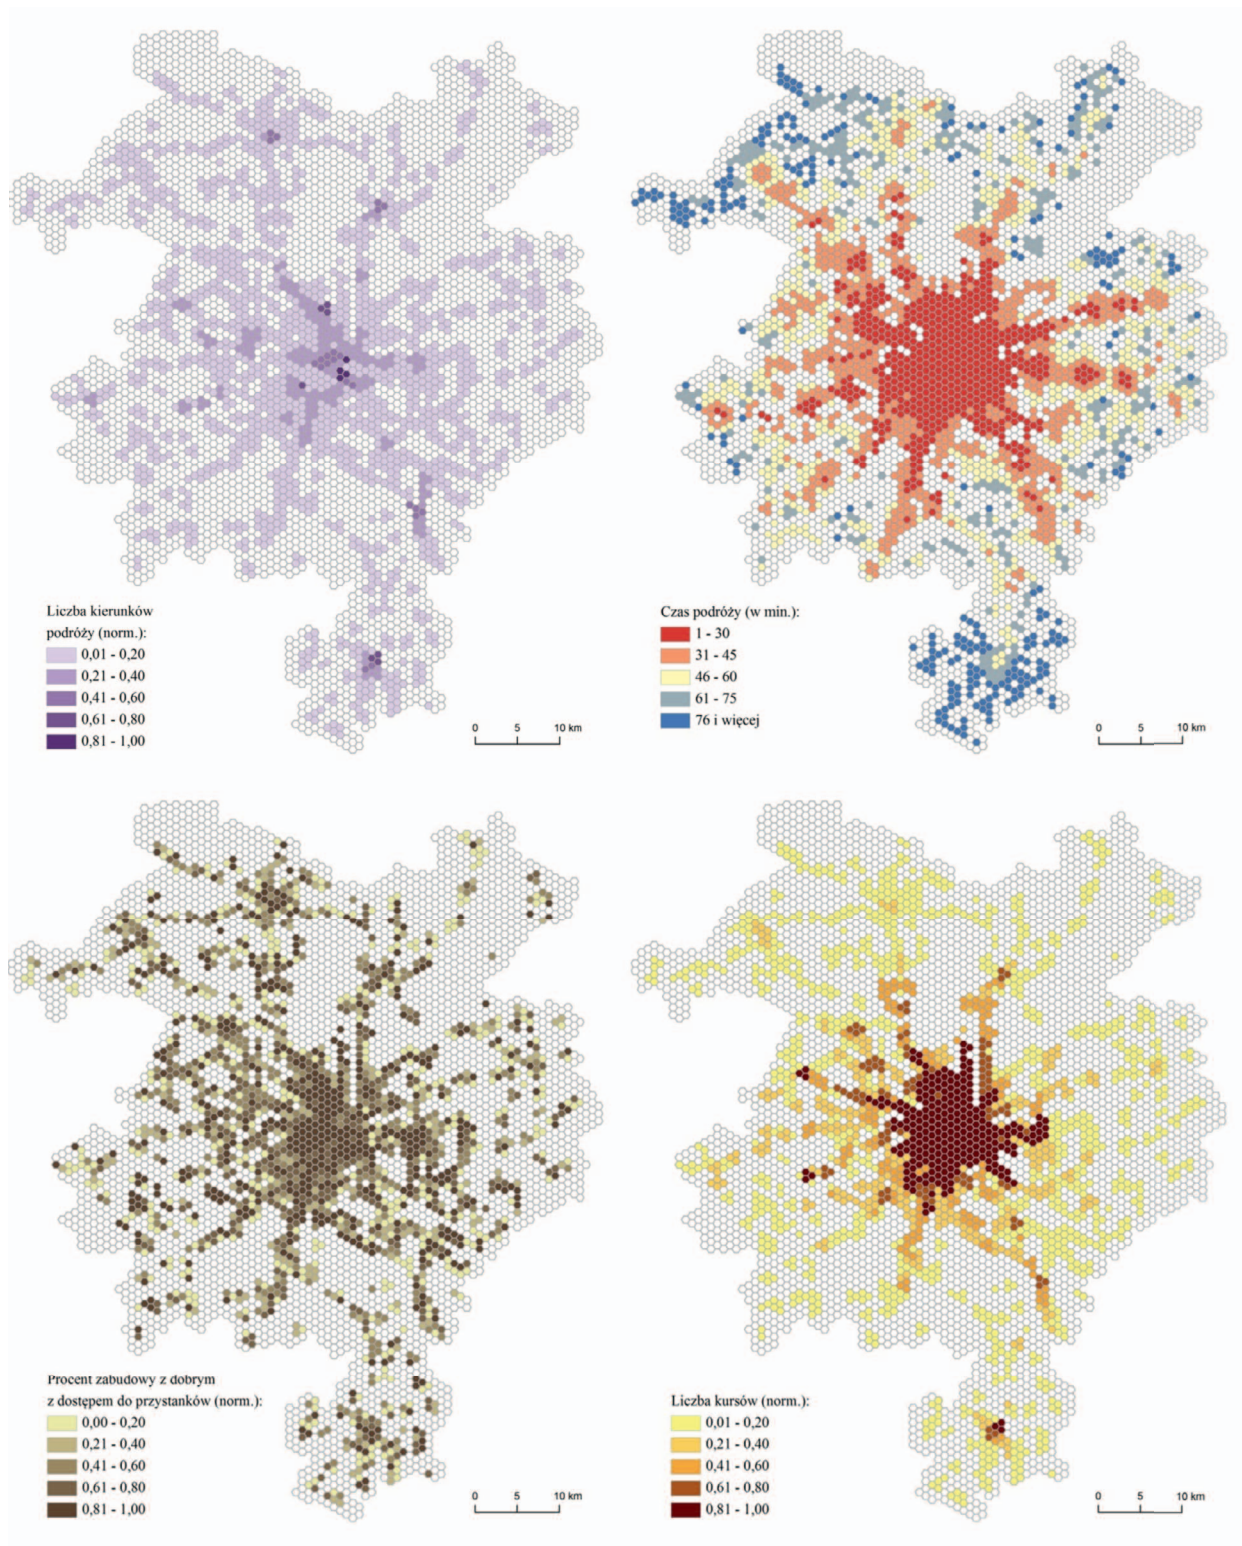 Liczba kierunków
podróży (norm.):
0,01 - 0,20
0,21 - 0,40
0,41 - 0,60
0,61 - 0,80
0,81 - 1,00
0 5 10 km
Czas podróży (w min.):
1 - 30
31 - 45
46 - 60
61 - 75
76 i więcej
0 5 10 km
Procent zabudowy z dobrym
z dostępem do przystanków (norm.):
0,00 - 0,20
0,21 - 0,40
0,41 - 0,60
0,61 - 0,80
0,81 - 1,00
0 5 10 km
Liczba kursów (norm.):
0,01 - 0,20
0,21 - 0,40
0,41 - 0,60
0,61 - 0,80
0,81 - 1,00
0 5 10 km